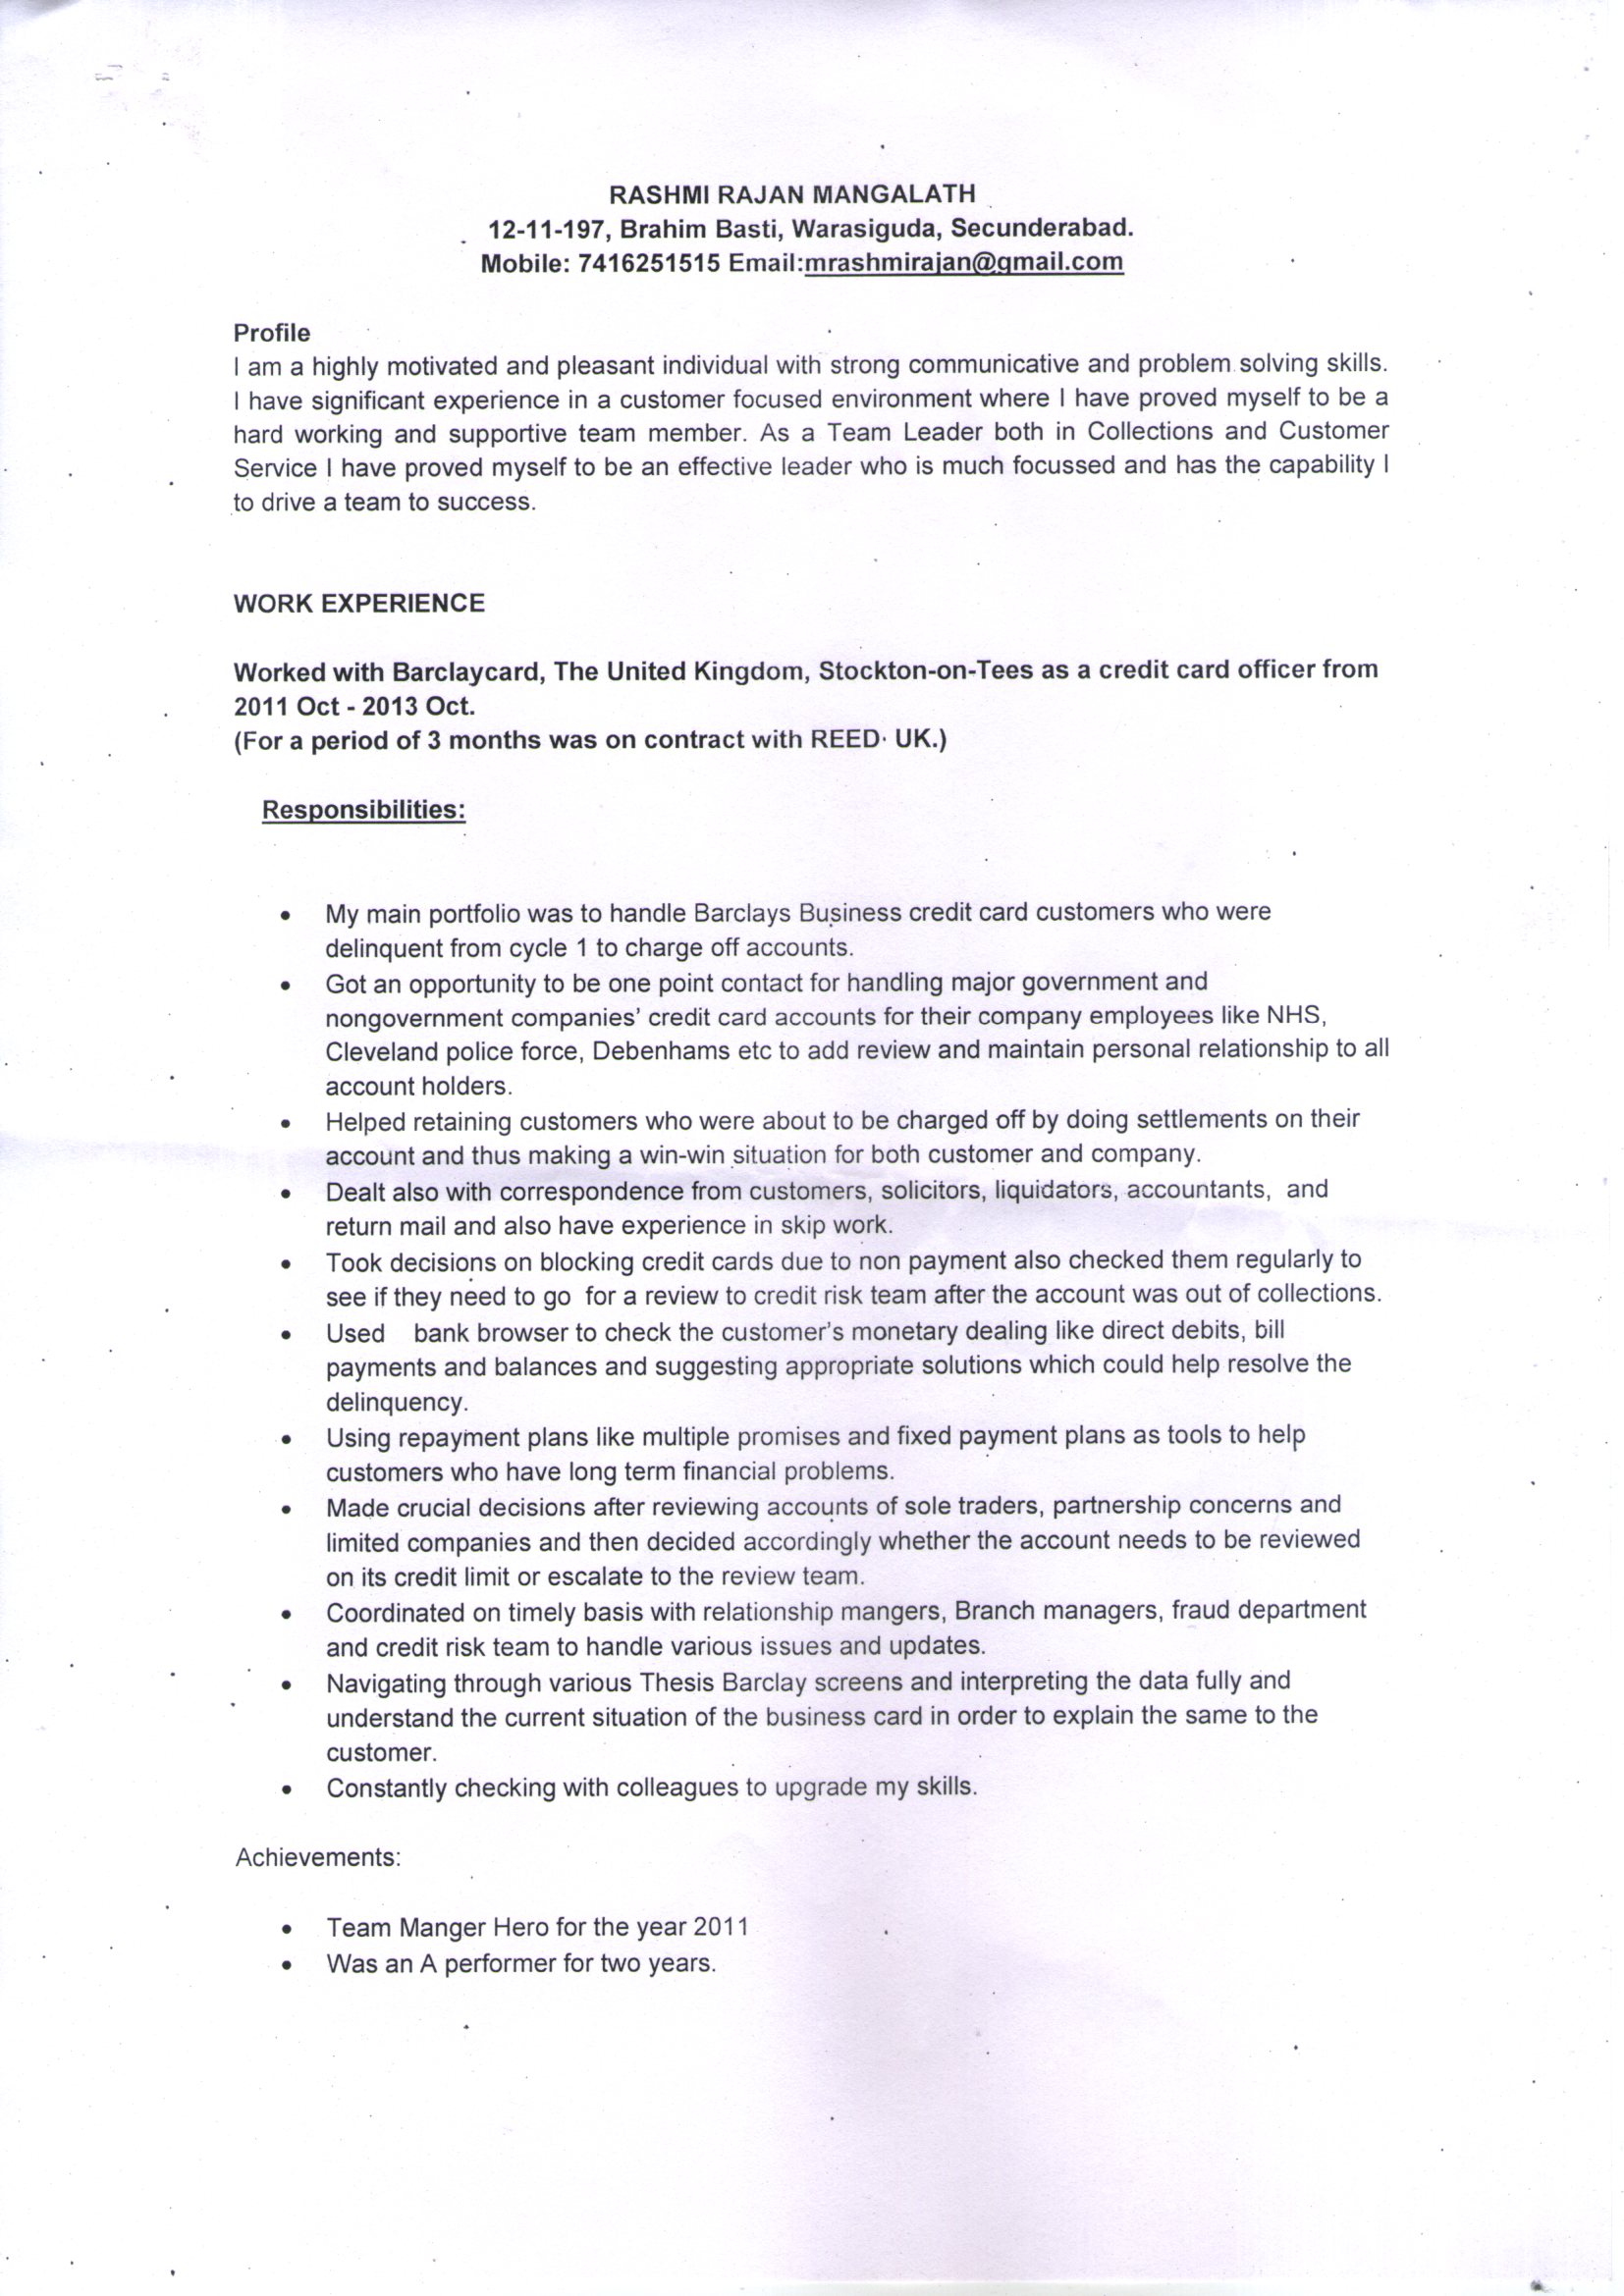 RASHMI RAJAN MANGALATH
12-11-197, Brahim Basti, Warasiguda, Secunderabad.
Mobile: 7416251515 Email:mrashmirajan@gmail.com
Profile
I am a highly motivated and pleasant individual with strong communicative and problem solving skills.
I have significant experience in a customer focused environment where I have proved myself to be a
hard working and supportive team member. As a Team Leader both in Collections and Customer
Service I have proved myself to be an effective leader who is much focussed and has the capability I
to drive a team to success.
WORK EXPERIENCE
Worked with Barclaycard, The United Kingdom, Stockton-on-Tees as a credit card officer from
2011 Oct - 2013 Oct.
(For a period of 3 months was on contract with REED UK.)
Responsibilities:
• My main portfolio was to handle Barclays Business credit card customers who were
delinquent from cycle 1 to charge off accounts.
• Got an opportunity to be one point contact for handling major government and
nongovernment companies’ credit card accounts for their company employees like NHS,
Cleveland police force, Debenhams etc to add review and maintain personal relationship to all
account holders.
• Helped retaining customers who were about to be charged off by doing settlements on their
account and thus making a win-win situation for both customer and company.
• Dealt also with correspondence from customers, solicitors, liquidators, accountants, and
return mail and also have experience in skip work.
• Took decisions on blocking credit cards due to non payment also checked them regularly to
see if they need to go for a review to credit risk team after the account was out of collections.
• Used bank browser to check the customer’s monetary dealing like direct debits, bill
payments and balances and suggesting appropriate solutions which could help resolve the
delinquency.
• Using repayment plans like multiple promises and fixed payment plans as tools to help
customers who have long term financial problems.
• Made crucial decisions after reviewing accounts of sole traders, partnership concerns and
limited companies and then decided accordingly whether the account needs to be reviewed
on its credit limit or escalate to the review team.
• Coordinated on timely basis with relationship mangers, Branch managers, fraud department
and credit risk team to handle various issues and updates.
• Navigating through various Thesis Barclay screens and interpreting the data fully and
understand the current situation of the business card in order to explain the same to the
customer.
• Constantly checking with colleagues to upgrade my skills.
Achievements:
• Team Manger Hero for the year 2011
• Was an A performer for two years.